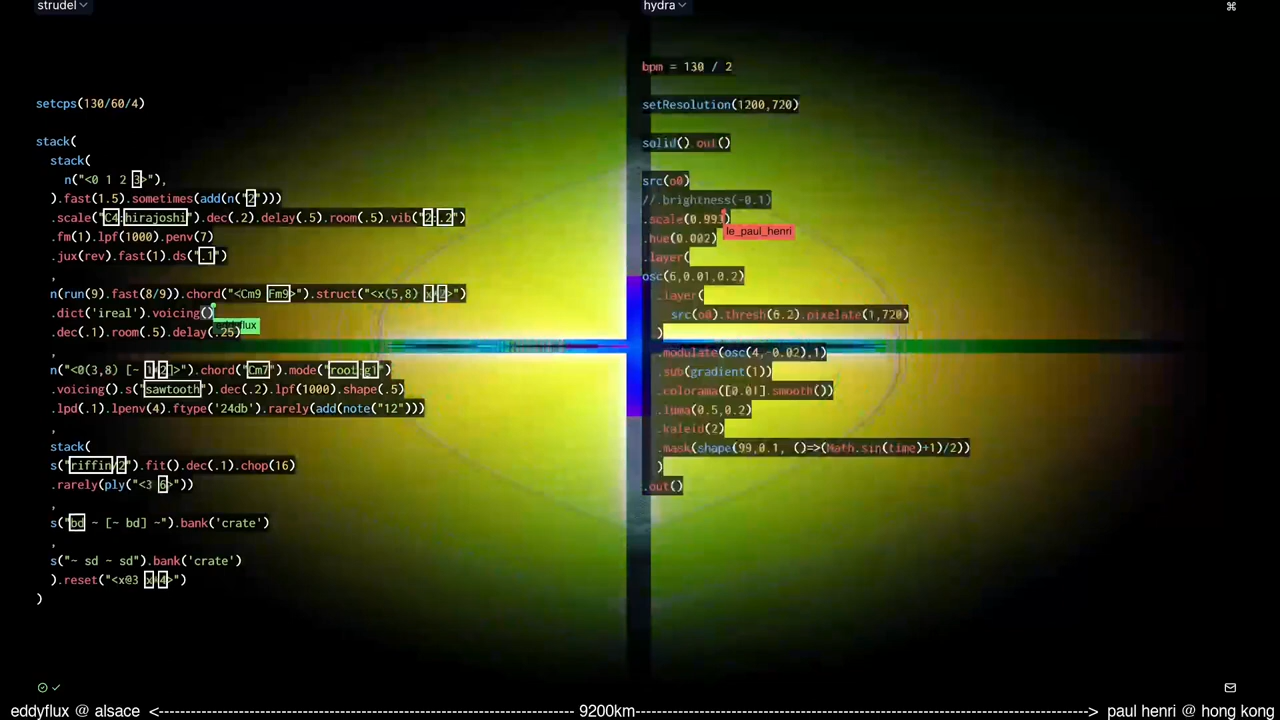 strudel
setcps(130/60/4)
stack(
stack(
n("<0 1 2 3>"),
).fast(1.5).sometimes(add(n("2")))
.scale("C4:hirajoshi").dec(.2).delay(.5).room(.5).vib("2:.2")
.fm(1).lpf(1000).penv(7)
.jux(rev).fast(1).ds(".1")
,
n(run(9).fast(8/9)).chord("<Cm9 Fm9>").struct("<x(5,8) x*2>")
.dict('ireal').voicing()
.dec(.1).room(.5).delay(.25)
,
n("<0(3,8) [~ 1*2]>").chord("Cm7").mode("root:g1")
.voicing().s("sawtooth").dec(.2).lpf(1000).shape(.5)
.lpd(.1).lpenv(4).ftype('24db').rarely(add(note("12")))
,
stack(
s("riffin/2").fit().dec(.1).chop(16)
.rarely(ply("<3 6>"))
,
s("bd ~ [~ bd] ~").bank('crate')
,
s("~ sd ~ sd").bank('crate')
).reset("<x@3 x*4>")
)
hydra
⌘
bpm = 130 / 2
setResolution(1200,720)
solid().out()
src(o0)
//.brightness(-0.1)
.scale(0.993)
le_paul_henri
.hue(0.002)
.layer(
osc(6,0.01,0.2)
.layer(
src(o0).thresh(6.2).pixelate(1,720)
)
.modulate(osc(4,-0.02),1)
.sub(gradient(1))
.colorama([0.01].smooth())
.luma(0.5,0.2)
.kaleid(2)
.mask(shape(99,0.1, ()=>(Math.sin(time)+1)/2))
)
.out()
eddyflux @ alsace <------------------------------------------------------------------------ 9200km ------------------------------------------------------------------------> paul henri @ hong kong